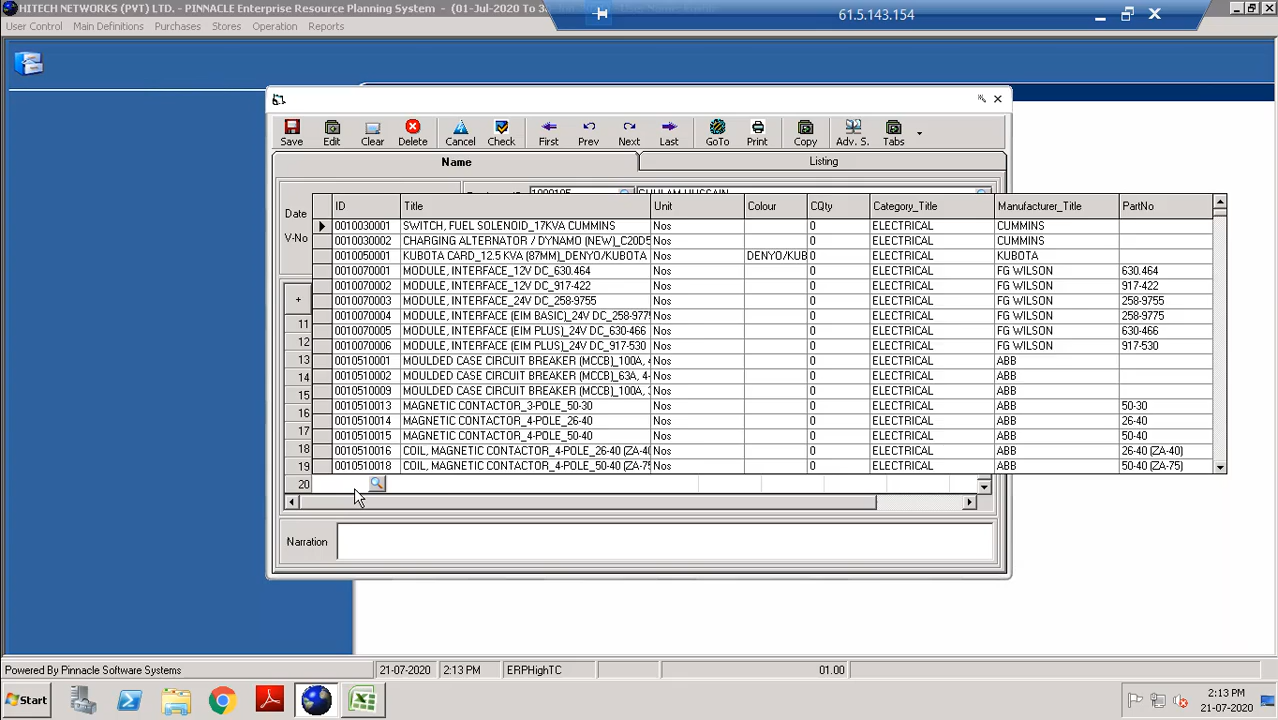 HITECH NETWORKS (PVT) LTD. - PINNACLE Enterprise Resource Planning System - (01-Jul-2020 To 3
61.5.143.154
User Control Main Definitions Purchases Stores Operation Reports
Save Edit Clear Delete Cancel Check First Prev Next Last GoTo Print Copy Adv. S. Tabs
Name Listing
Date
V-No
ID Title Unit Colour CQty Category_Title Manufacturer_Title PartNo
0010030001 SWITCH, FUEL SOLENOID_17KVA CUMMINS Nos 0 ELECTRICAL CUMMINS
0010030002 CHARGING ALTERNATOR / DYNAMO (NEW)_C20D5 Nos 0 ELECTRICAL CUMMINS
0010050001 KUBOTA CARD_12.5 KVA (87MM)_DENYO/KUBOTA Nos DENYO/KUB 0 ELECTRICAL KUBOTA
0010070001 MODULE, INTERFACE_12V DC_630.464 Nos 0 ELECTRICAL FG WILSON 630.464
0010070002 MODULE, INTERFACE_12V DC_917-422 Nos 0 ELECTRICAL FG WILSON 917-422
0010070003 MODULE, INTERFACE_24V DC_258-9755 Nos 0 ELECTRICAL FG WILSON 258-9755
0010070004 MODULE, INTERFACE (EIM BASIC)_24V DC_258-977 Nos 0 ELECTRICAL FG WILSON 258-9775
0010070005 MODULE, INTERFACE (EIM PLUS)_24V DC_630-466 Nos 0 ELECTRICAL FG WILSON 630-466
0010070006 MODULE, INTERFACE (EIM PLUS)_24V DC_917-530 Nos 0 ELECTRICAL FG WILSON 917-530
0010510001 MOULDED CASE CIRCUIT BREAKER (MCCB)_100A, Nos 0 ELECTRICAL ABB
0010510002 MOULDED CASE CIRCUIT BREAKER (MCCB)_63A, 4- Nos 0 ELECTRICAL ABB
0010510009 MOULDED CASE CIRCUIT BREAKER (MCCB)_100A, Nos 0 ELECTRICAL ABB
0010510013 MAGNETIC CONTACTOR_3-POLE_50-30 Nos 0 ELECTRICAL ABB 50-30
0010510014 MAGNETIC CONTACTOR_4-POLE_26-40 Nos 0 ELECTRICAL ABB 26-40
0010510015 MAGNETIC CONTACTOR_4-POLE_50-40 Nos 0 ELECTRICAL ABB 50-40
0010510016 COIL, MAGNETIC CONTACTOR_4-POLE_26-40 (ZA-40 Nos 0 ELECTRICAL ABB 26-40 (ZA-40)
0010510018 COIL, MAGNETIC CONTACTOR_4-POLE_50-40 (ZA-75 Nos 0 ELECTRICAL ABB 50-40 (ZA-75)
+
11
12
13
14
15
16
17
18
19
20
Narration
Powered By Pinnacle Software Systems 21-07-2020 2:13 PM ERPHighTC 01.00
Start
2:13 PM
21-07-2020